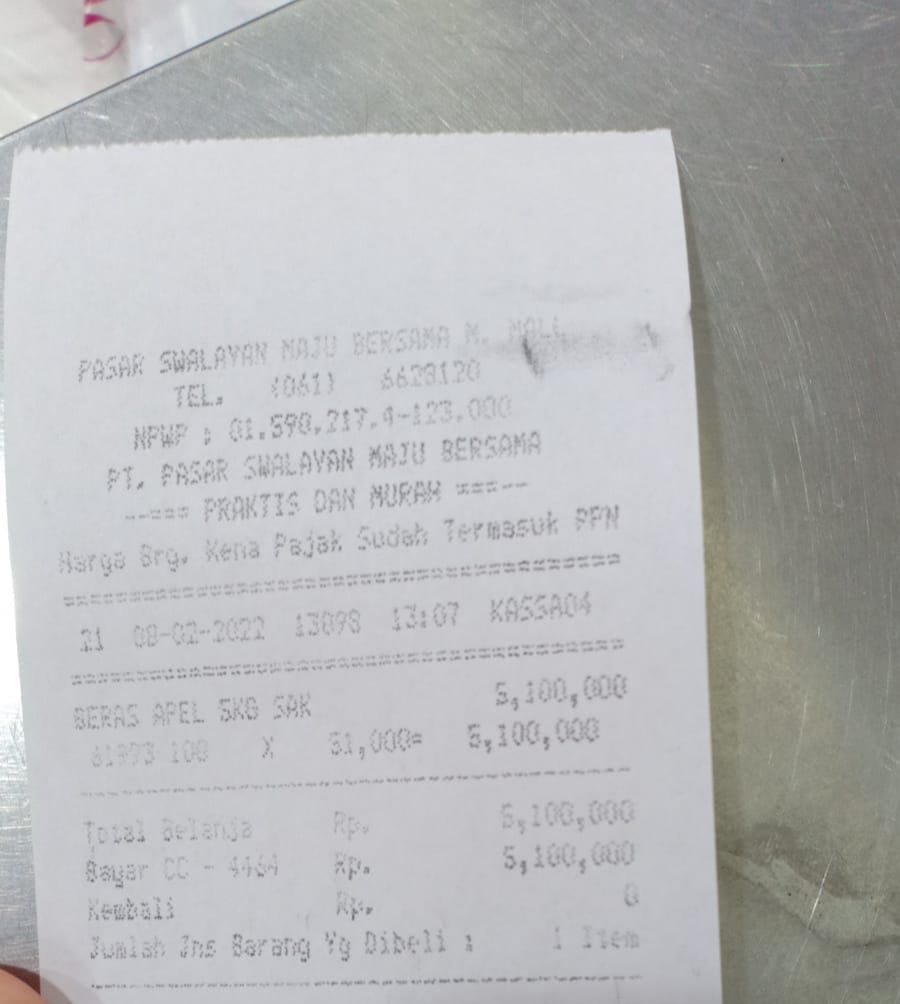 PASAR SWALAYAN MAJU BERSAMA M. MALL
TEL. (061) 6628120
NPWP : 01.590.217.4-123.000
PT. PASAR SWALAYAN MAJU BERSAMA
--=== PRAKTIS DAN MURAH ===--
Harga Brg. Kena Pajak Sudah Termasuk PPN
21 08-02-2022 13098 13:07 KASSA04
BERAS APEL 5KG SAK 5,100,000
61993 100 X 51,000= 5,100,000
Total Belanja Rp. 5,100,000
Bayar CC - 4464 Rp. 5,100,000
Kembali Rp. 0
Jumlah Jns Barang Yg Dibeli : 1 Item